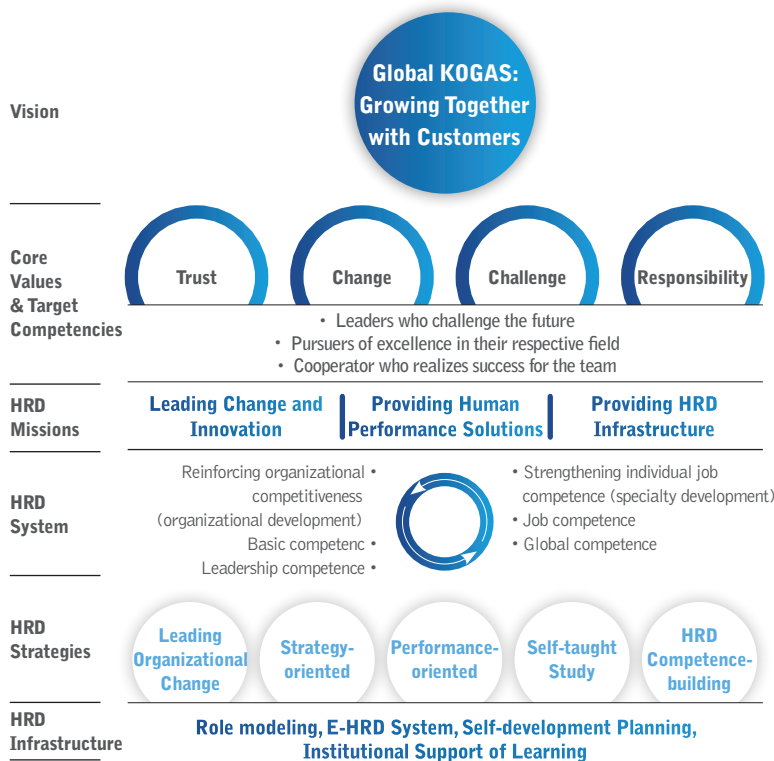 Vision
Global KOGAS:
Growing Together
with Customers
Core
Values
& Target
Competencies
Trust
Change
Challenge
Responsibility
• Leaders who challenge the future
• Pursuers of excellence in their respective field
• Cooperator who realizes success for the team
HRD
Missions
Leading Change and
Innovation
Providing Human
Performance Solutions
Providing HRD
Infrastructure
HRD
System
Reinforcing organizational •
competitiveness
(organizational development)
Basic competenc •
Leadership competence •
• Strengthening individual job
competence (specialty development)
• Job competence
• Global competence
HRD
Strategies
Leading
Organizational
Change
Strategy-
oriented
Performance-
oriented
Self-taught
Study
HRD
Competence-
building
HRD
Infrastructure
Role modeling, E-HRD System, Self-development Planning,
Institutional Support of Learning